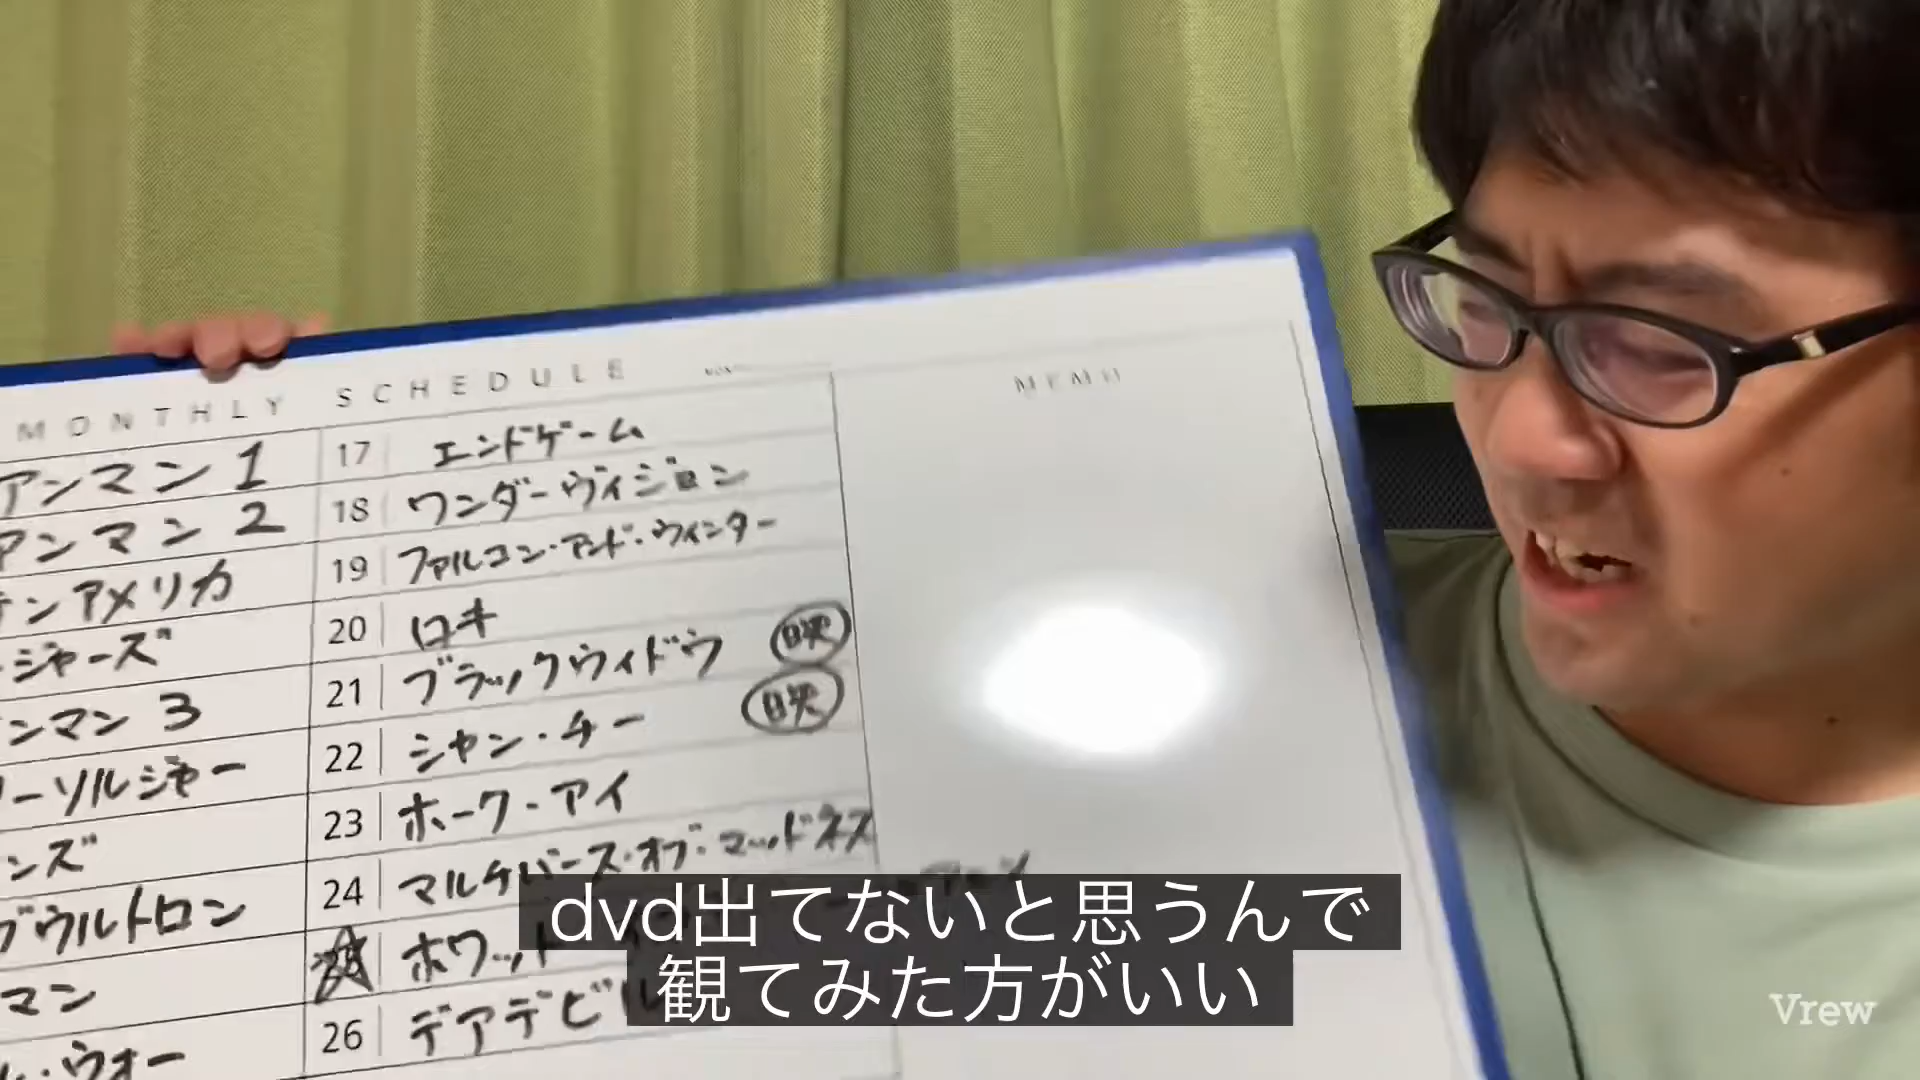 MONTHLY SCHEDULE
MEMO
アンマン 1
アンマン 2
アメリカ
ジャーズ
ンマン 3
ーソルジャー
ンズ
ブウルトロン
マン
ル・ウォー
17 エンドゲーム
18 ワンダーヴィジョン
19 ファルコン・アンド・ウィンター
20 ロキ
21 ブラックウィドウ 映
22 シャン・チー 映
23 ホーク・アイ
24 マルチバース・オブ・マッドネス
ホワット
26 デアデビル
dvd出てないと思うんで
観てみた方がいい
Vrew